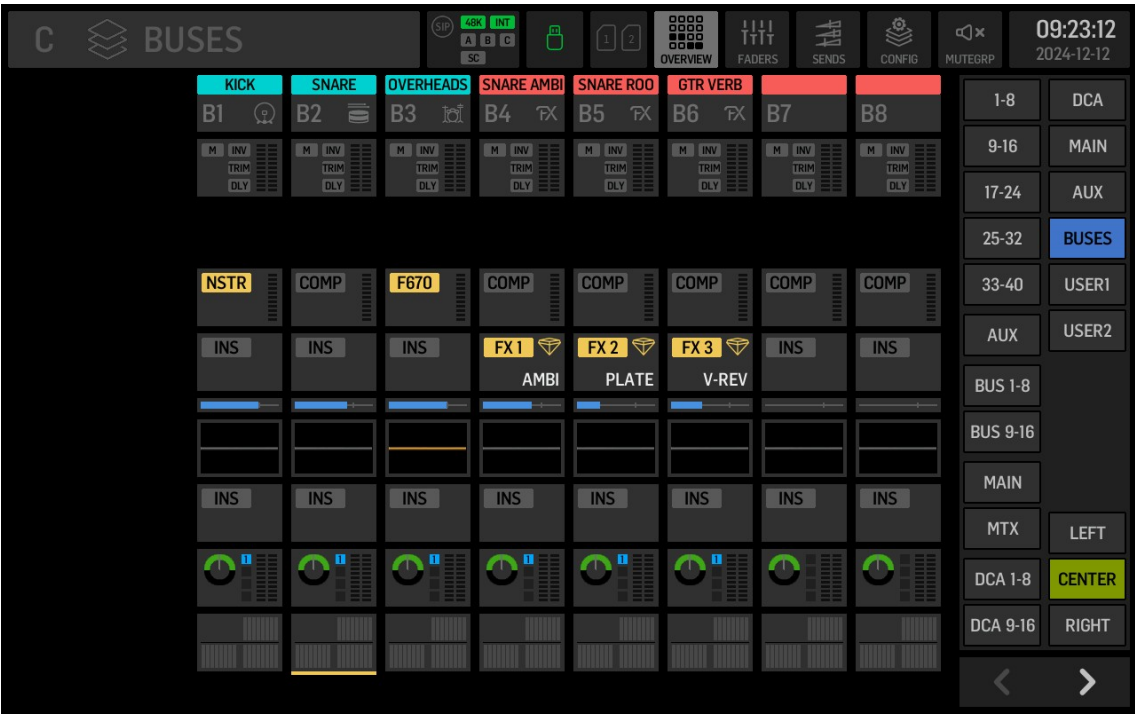 C BUSES SIP 48K INT A B C SC 1 2 OVERVIEW FADERS SENDS CONFIG MUTEGRP 09:23:12 2024-12-12
KICK SNARE OVERHEADS SNARE AMBI SNARE ROO GTR VERB
B1 B2 B3 B4 FX B5 FX B6 FX B7 B8
M INV M INV M INV M INV M INV M INV M INV M INV
TRIM TRIM TRIM TRIM TRIM TRIM TRIM TRIM
DLY DLY DLY DLY DLY DLY DLY DLY
NSTR COMP F670 COMP COMP COMP COMP COMP
INS INS INS FX 1 FX 2 FX 3 INS INS
AMBI PLATE V-REV
INS INS INS INS INS INS INS INS
1 1 1 1 1 1
1-8 DCA
9-16 MAIN
17-24 AUX
25-32 BUSES
33-40 USER1
AUX USER2
BUS 1-8
BUS 9-16
MAIN
MTX LEFT
DCA 1-8 CENTER
DCA 9-16 RIGHT